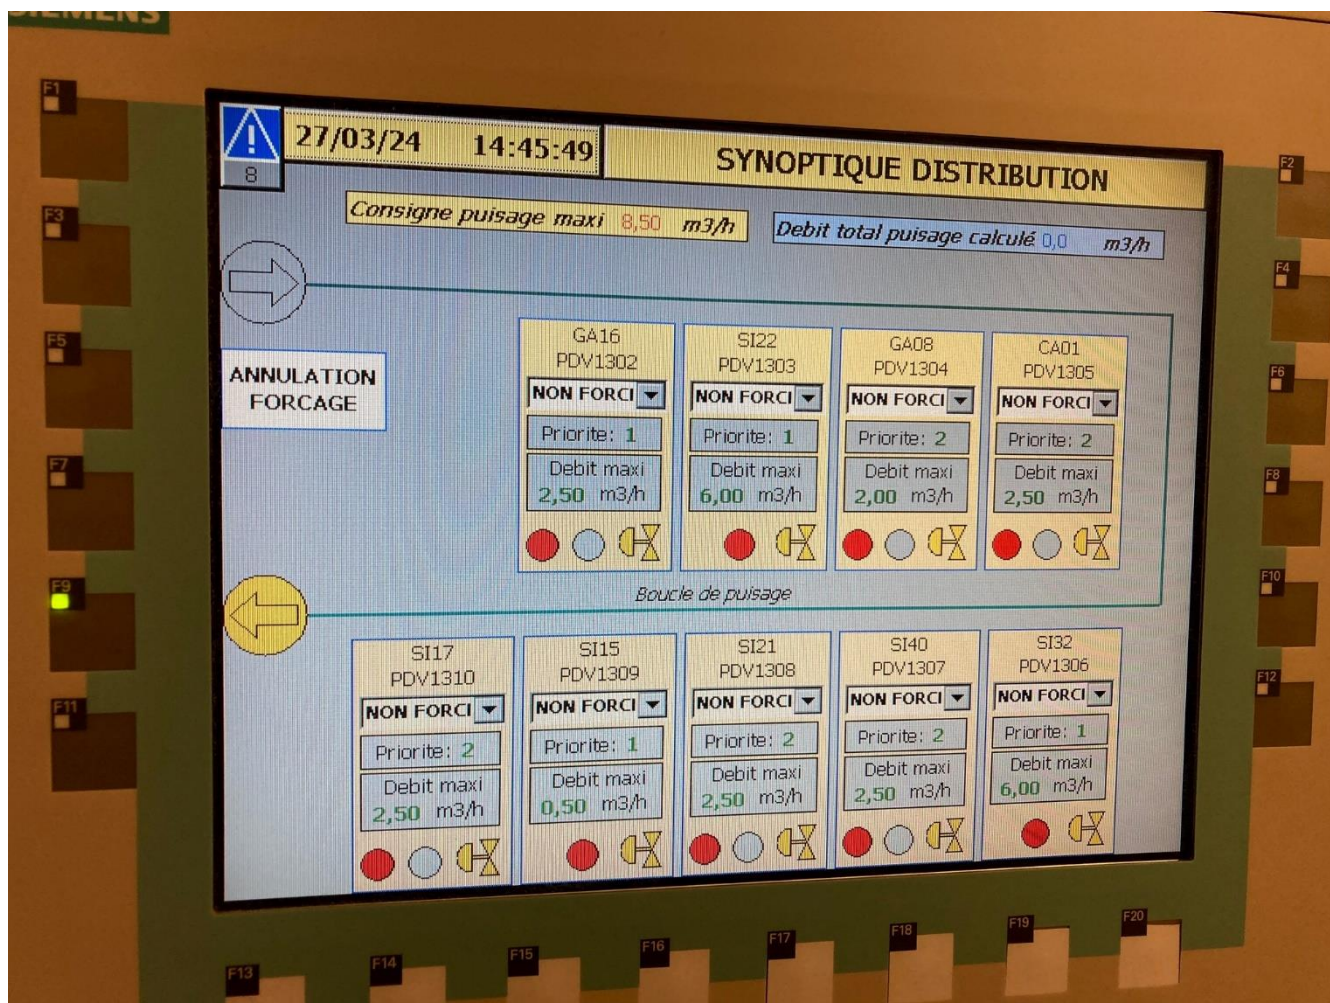 SIEMENS
F1
F2
F3
F4
F5
F6
F7
F8
F9
F10
F11
F12
8
27/03/24 14:45:49
SYNOPTIQUE DISTRIBUTION
Consigne puisage maxi 8,50 m3/h
Debit total puisage calculé 0,0 m3/h
ANNULATION
FORCAGE
GA16
PDV1302
NON FORCI
Priorite: 1
Debit maxi
2,50 m3/h
SI22
PDV1303
NON FORCI
Priorite: 1
Debit maxi
6,00 m3/h
GA08
PDV1304
NON FORCI
Priorite: 2
Debit maxi
2,00 m3/h
CA01
PDV1305
NON FORCI
Priorite: 2
Debit maxi
2,50 m3/h
Boucle de puisage
SI17
PDV1310
NON FORCI
Priorite: 2
Debit maxi
2,50 m3/h
SI15
PDV1309
NON FORCI
Priorite: 1
Debit maxi
0,50 m3/h
SI21
PDV1308
NON FORCI
Priorite: 2
Debit maxi
2,50 m3/h
SI40
PDV1307
NON FORCI
Priorite: 2
Debit maxi
2,50 m3/h
SI32
PDV1306
NON FORCI
Priorite: 1
Debit maxi
6,00 m3/h
F13
F14
F15
F16
F17
F18
F19
F20